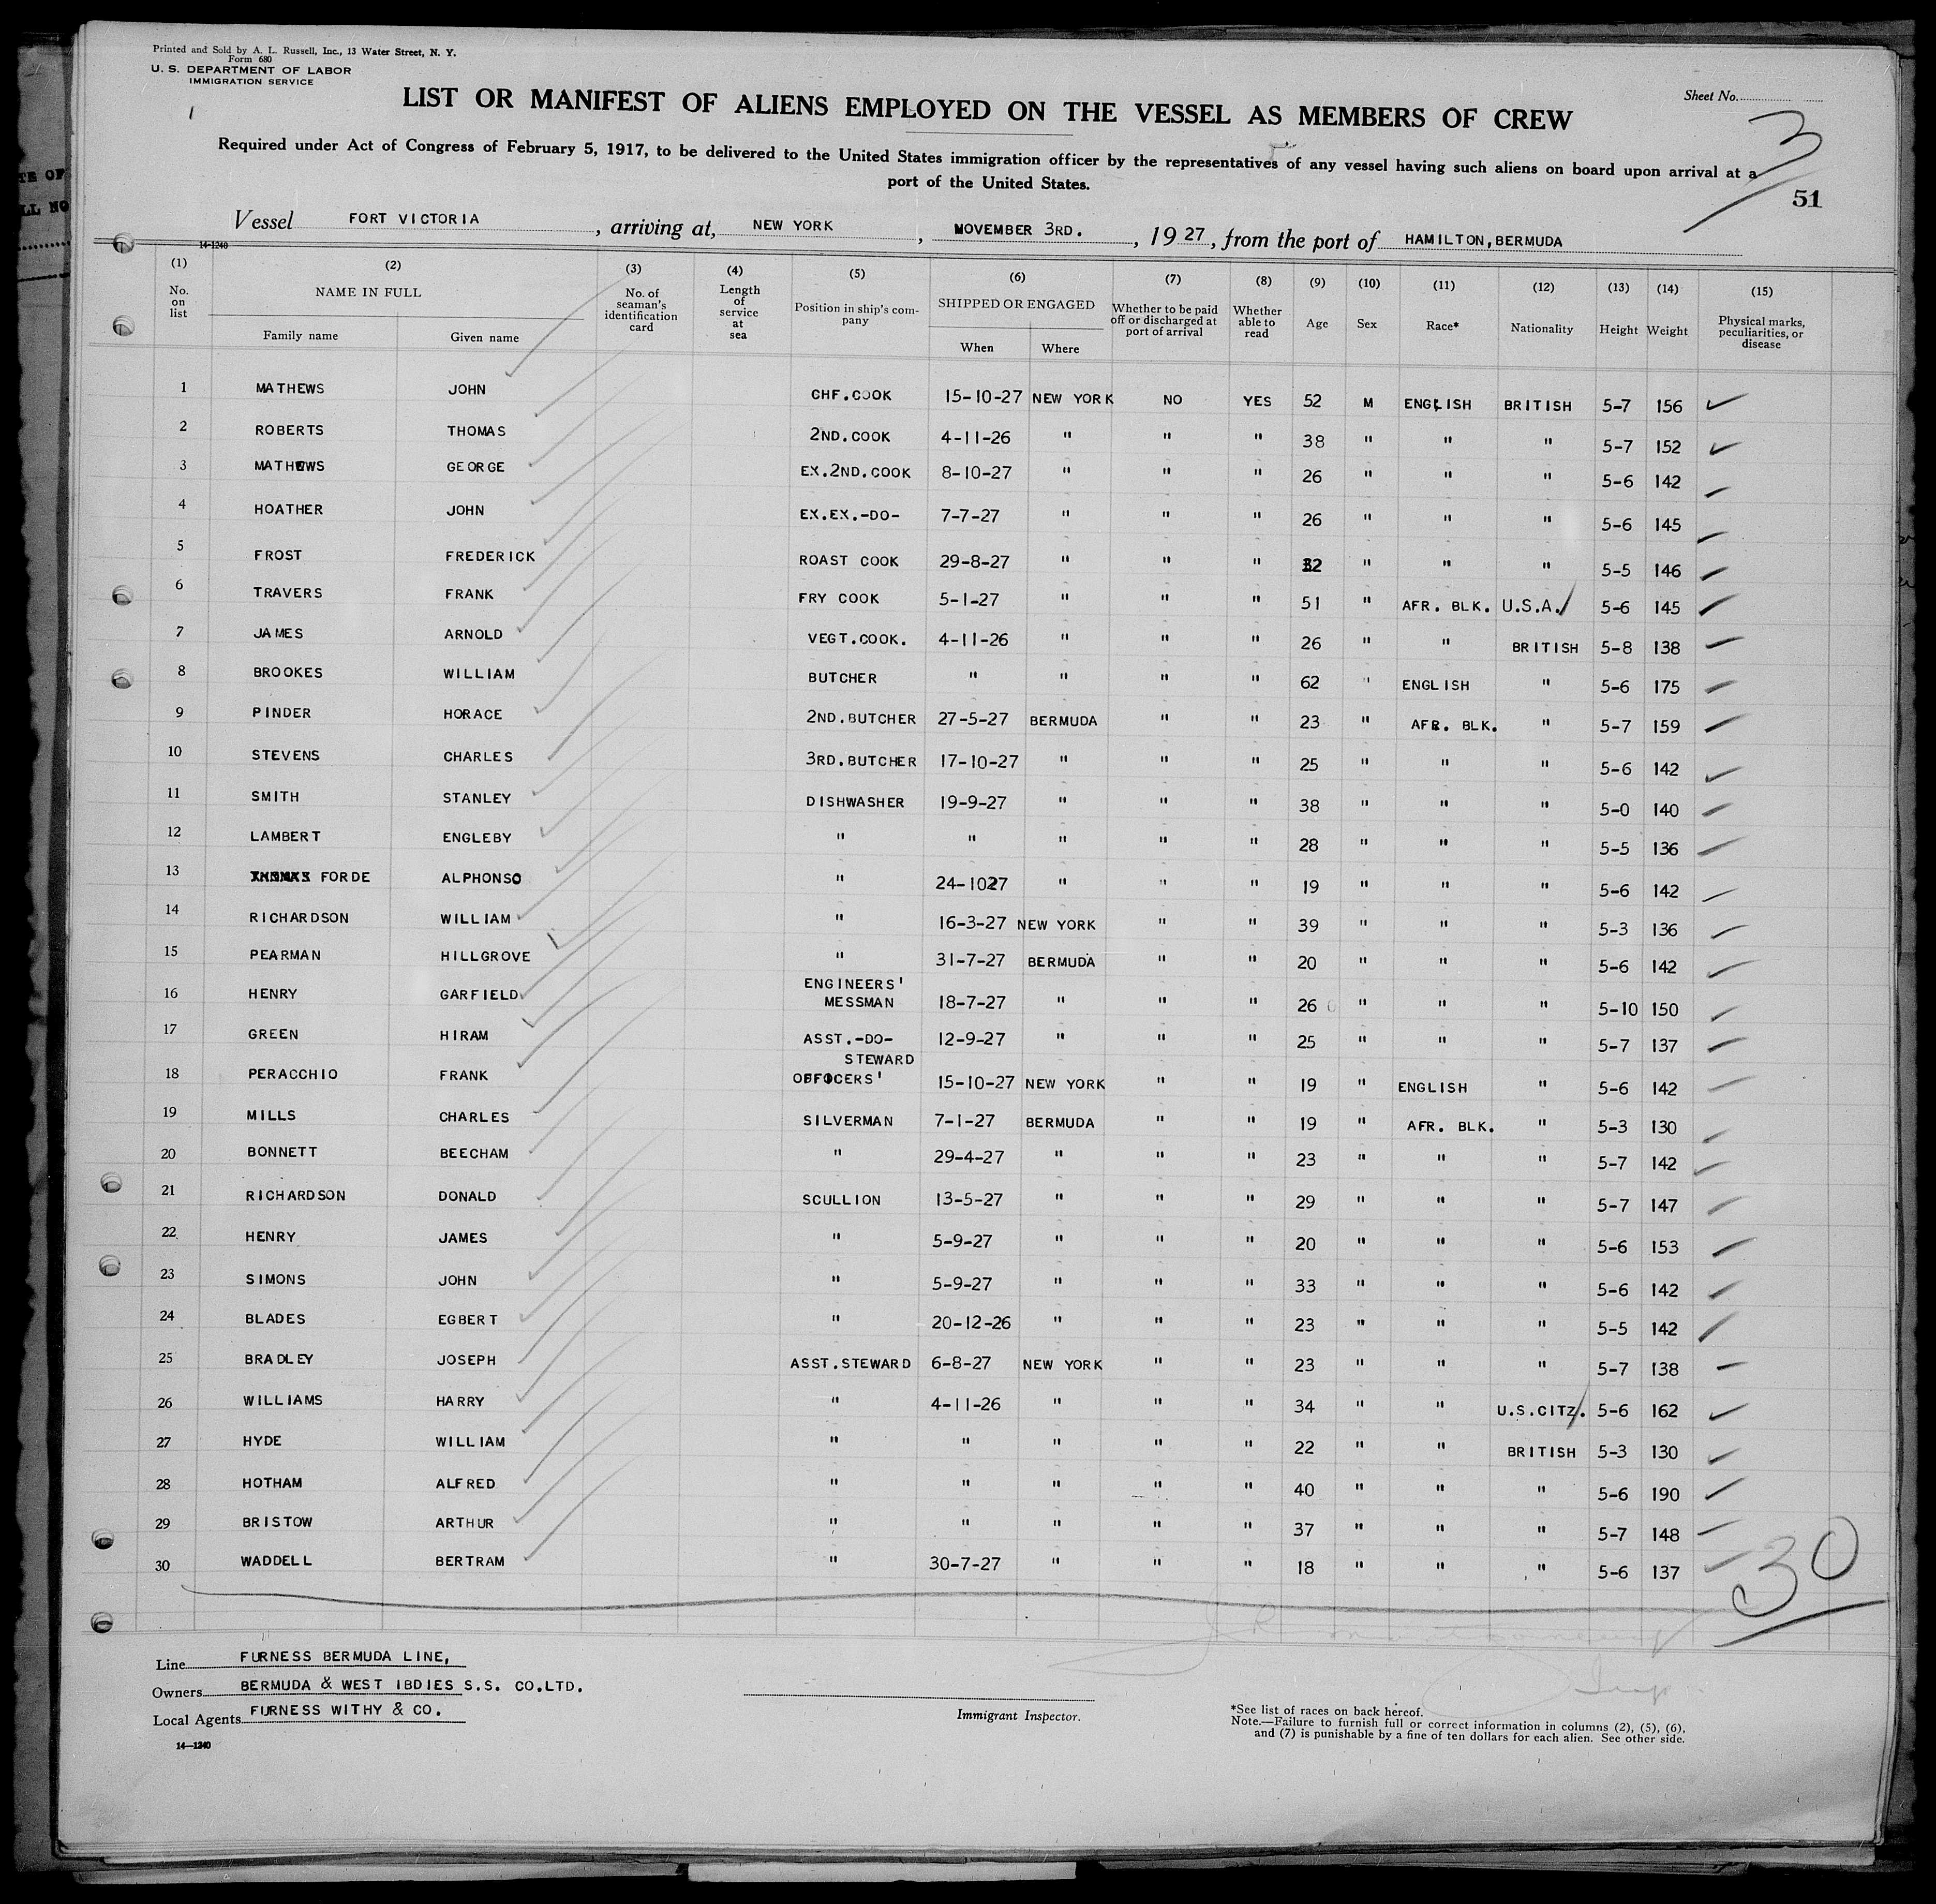 Printed and Sold by A. L. Russell, Inc., 13 Water Street, N. Y.
Form 680
U. S. DEPARTMENT OF LABOR
IMMIGRATION SERVICE
Sheet No.
LIST OR MANIFEST OF ALIENS EMPLOYED ON THE VESSEL AS MEMBERS OF CREW
3
Required under Act of Congress of February 5, 1917, to be delivered to the United States immigration officer by the representatives of any vessel having such aliens on board upon arrival at a
port of the United States.
51
Vessel FORT VICTORIA, arriving at, NEW YORK, NOVEMBER 3RD., 1927, from the port of HAMILTON, BERMUDA
14-1240
(1) (2) (3) (4) (5) (6) (7) (8) (9) (10) (11) (12) (13) (14) (15)
No. on list NAME IN FULL Family name Given name No. of seaman's identification card Length of service at sea Position in ship's company SHIPPED OR ENGAGED When Where Whether to be paid off or discharged at port of arrival Whether able to read Age Sex Race* Nationality Height Weight Physical marks, peculiarities, or disease
1 MATHEWS JOHN CHF.COOK 15-10-27 NEW YORK NO YES 52 M ENGLISH BRITISH 5-7 156
2 ROBERTS THOMAS 2ND.COOK 4-11-26 " " " 38 " " " 5-7 152
3 MATHEWS GEORGE EX.2ND.COOK 8-10-27 " " " 26 " " " 5-6 142
4 HOATHER JOHN EX.EX.-DO- 7-7-27 " " " 26 " " " 5-6 145
5 FROST FREDERICK ROAST COOK 29-8-27 " " " 32 " " " 5-5 146
6 TRAVERS FRANK FRY COOK 5-1-27 " " " 51 " AFR. BLK. U.S.A. 5-6 145
7 JAMES ARNOLD VEGT.COOK. 4-11-26 " " " 26 " " BRITISH 5-8 138
8 BROOKES WILLIAM BUTCHER " " " " 62 " ENGLISH " 5-6 175
9 PINDER HORACE 2ND.BUTCHER 27-5-27 BERMUDA " " 23 " AFR. BLK. " 5-7 159
10 STEVENS CHARLES 3RD.BUTCHER 17-10-27 " " " 25 " " " 5-6 142
11 SMITH STANLEY DISHWASHER 19-9-27 " " " 38 " " " 5-0 140
12 LAMBERT ENGLEBY " " " " " 28 " " " 5-5 136
13 FORDE ALPHONSO " 24-1027 " " " 19 " " " 5-6 142
14 RICHARDSON WILLIAM " 16-3-27 NEW YORK " " 39 " " " 5-3 136
15 PEARMAN HILLGROVE " 31-7-27 BERMUDA " " 20 " " " 5-6 142
16 HENRY GARFIELD ENGINEERS' MESSMAN 18-7-27 " " " 26 " " " 5-10 150
17 GREEN HIRAM ASST.-DO- 12-9-27 " " " 25 " " " 5-7 137
18 PERACCHIO FRANK STEWARD OFFICERS' 15-10-27 NEW YORK " " 19 " ENGLISH " 5-6 142
19 MILLS CHARLES SILVERMAN 7-1-27 BERMUDA " " 19 " AFR. BLK. " 5-3 130
20 BONNETT BEECHAM " 29-4-27 " " " 23 " " " 5-7 142
21 RICHARDSON DONALD SCULLION 13-5-27 " " " 29 " " " 5-7 147
22 HENRY JAMES " 5-9-27 " " " 20 " " " 5-6 153
23 SIMONS JOHN " 5-9-27 " " " 33 " " " 5-6 142
24 BLADES EGBERT " 20-12-26 " " " 23 " " " 5-5 142
25 BRADLEY JOSEPH ASST.STEWARD 6-8-27 NEW YORK " " 23 " " " 5-7 138
26 WILLIAMS HARRY " 4-11-26 " " " 34 " " U.S.CITZ. 5-6 162
27 HYDE WILLIAM " " " " " 22 " " BRITISH 5-3 130
28 HOTHAM ALFRED " " " " " 40 " " " 5-6 190
29 BRISTOW ARTHUR " " " " " 37 " " " 5-7 148
30 WADDELL BERTRAM " 30-7-27 " " " 18 " " " 5-6 137
30
Line FURNESS BERMUDA LINE,
Owners BERMUDA & WEST IBDIES S.S. CO.LTD.
Local Agents FURNESS WITHY & CO.
Immigrant Inspector.
*See list of races on back hereof.
Note.—Failure to furnish full or correct information in columns (2), (5), (6),
and (7) is punishable by a fine of ten dollars for each alien. See other side.
14—1240